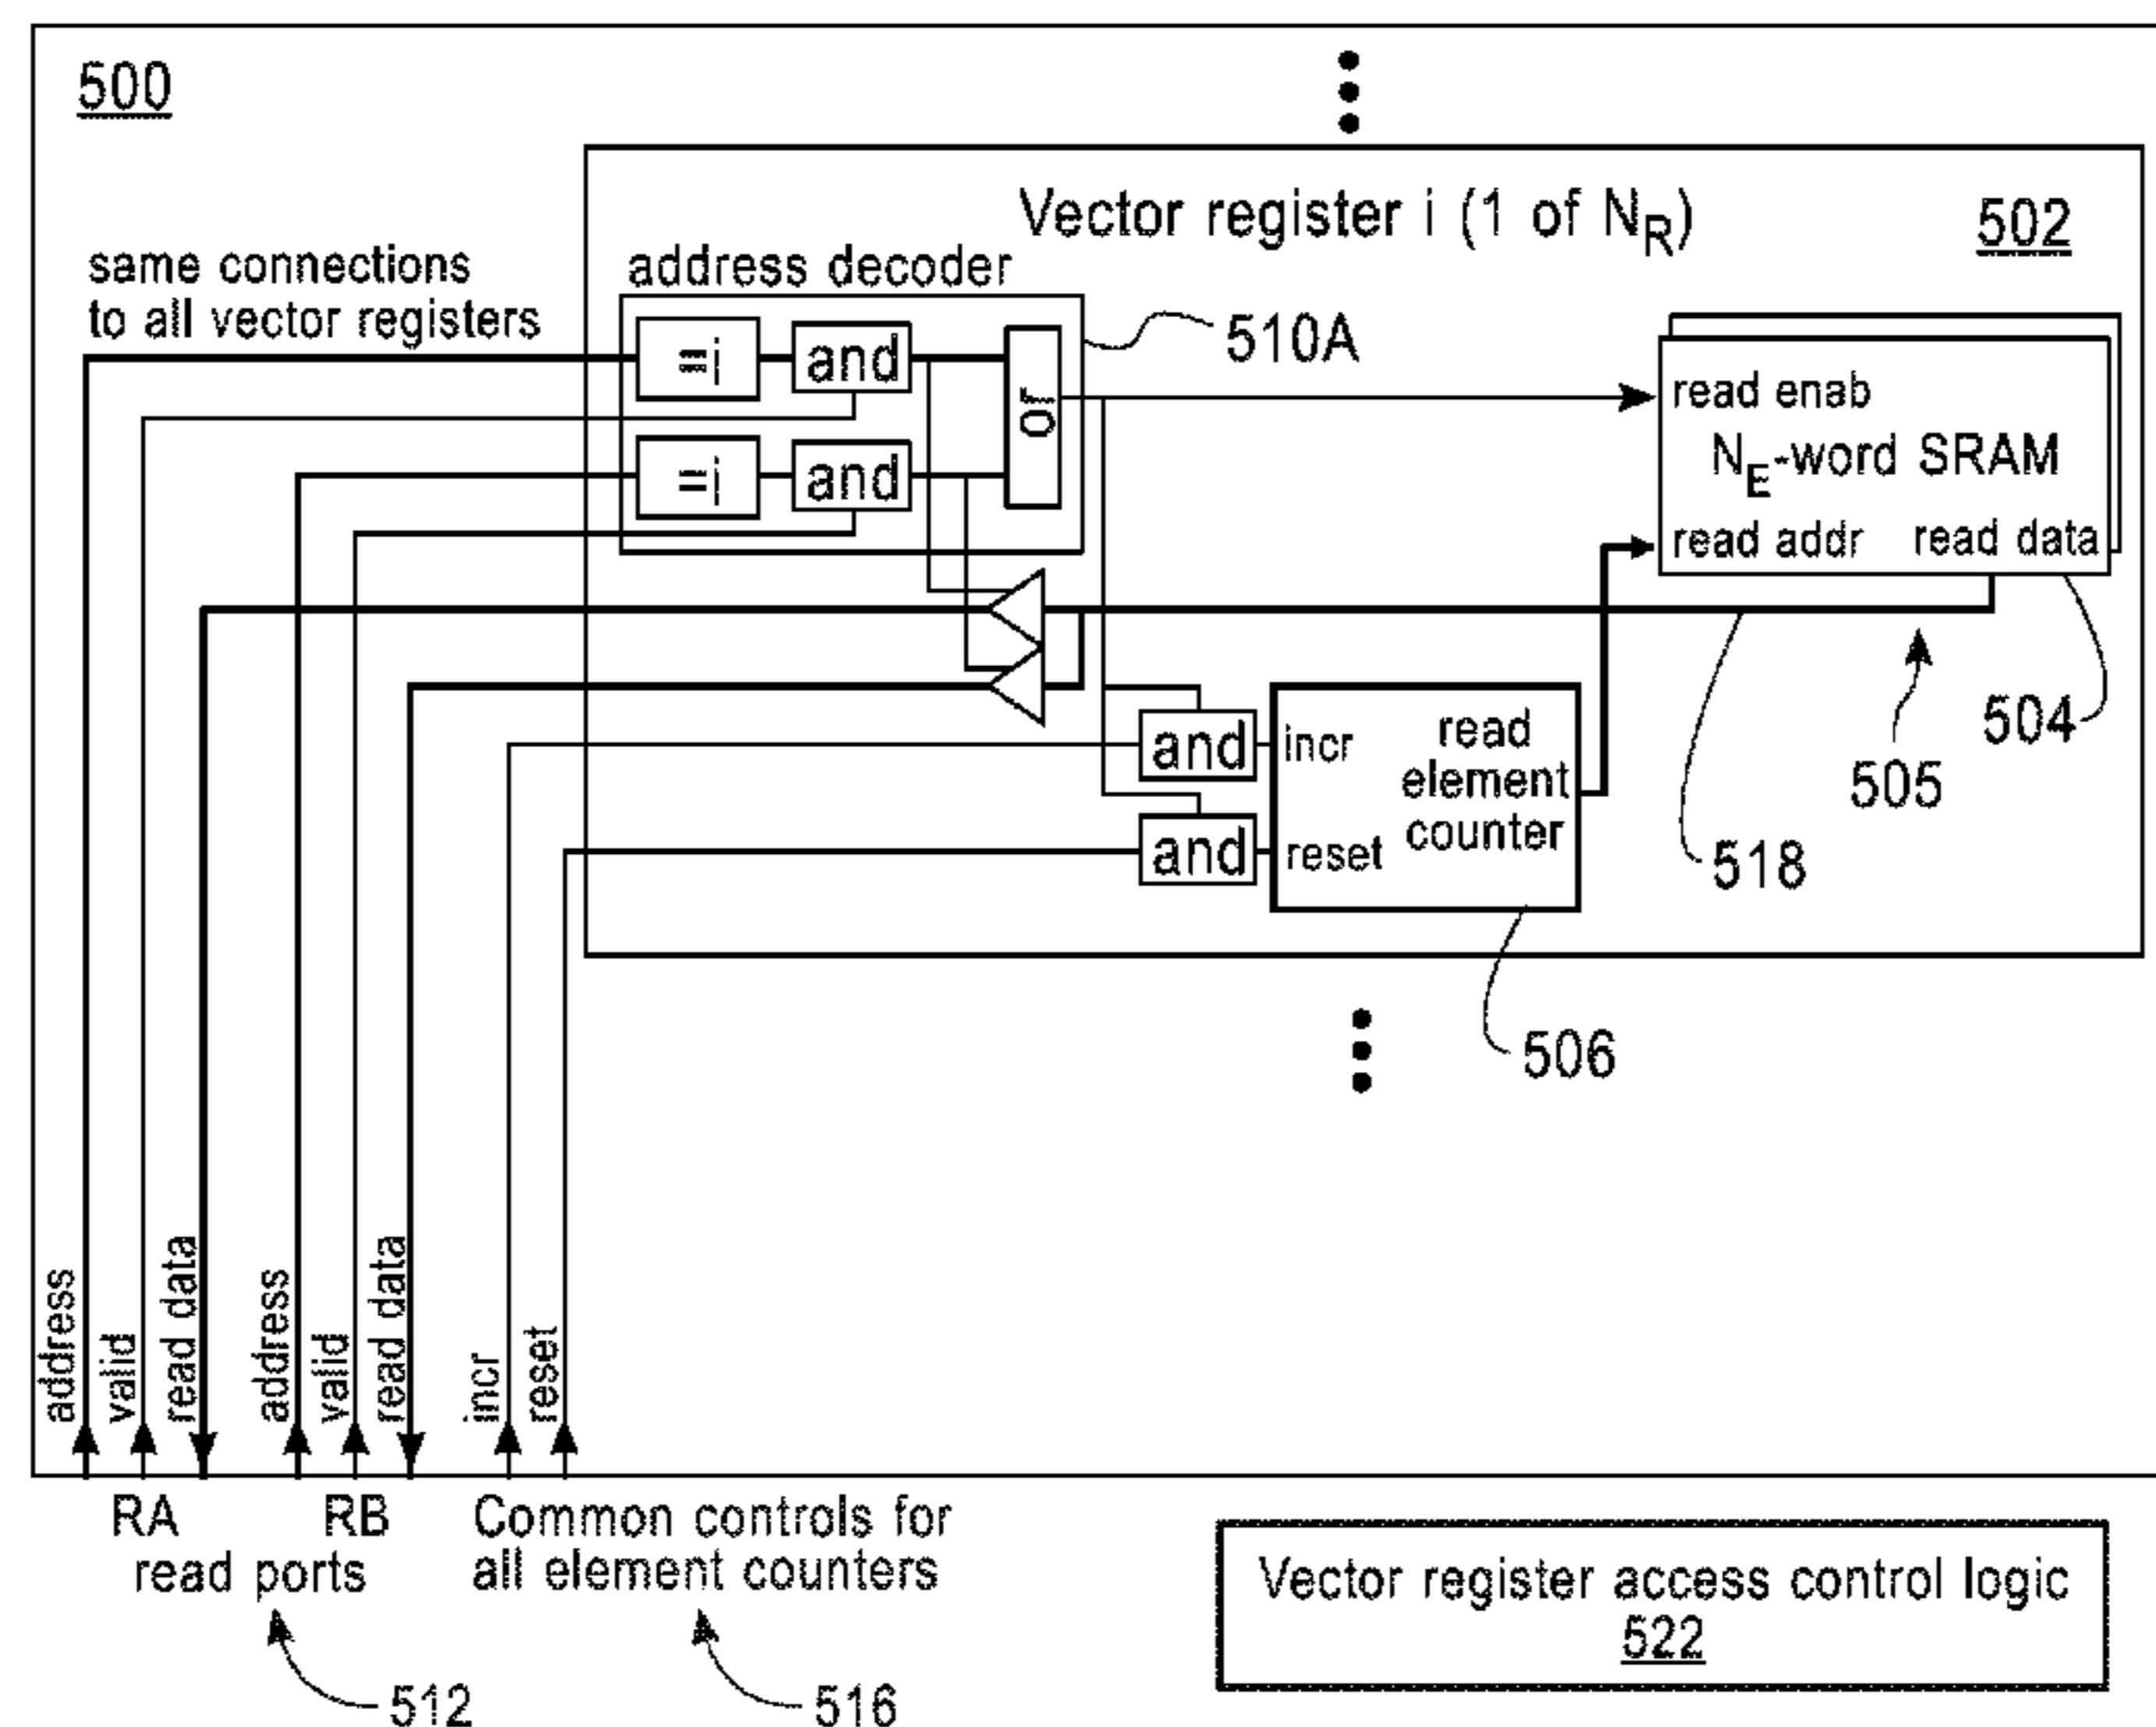 500
Vector register i (1 of NR)
502
same connections
to all vector registers
address decoder
=i
and
or
510A
=i
and
read enab
NE-word SRAM
read addr
read data
504
505
518
and
incr
read
element
counter
and
reset
506
address
valid
read data
address
valid
read data
incr
reset
RA
RB
read ports
Common controls for
all element counters
512
516
Vector register access control logic
522